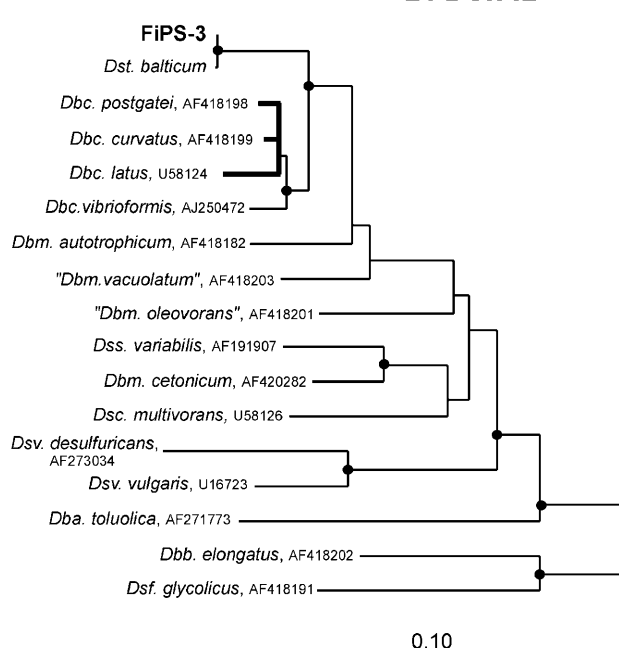 FiPS-3
Dst. balticum
Dbc. postgatei, AF418198
Dbc. curvatus, AF418199
Dbc. latus, U58124
Dbc.vibrioformis, AJ250472
Dbm. autotrophicum, AF418182
"Dbm.vacuolatum", AF418203
"Dbm. oleovorans", AF418201
Dss. variabilis, AF191907
Dbm. cetonicum, AF420282
Dsc. multivorans, U58126
Dsv. desulfuricans,
AF273034
Dsv. vulgaris, U16723
Dba. toluolica, AF271773
Dbb. elongatus, AF418202
Dsf. glycolicus, AF418191
0.10